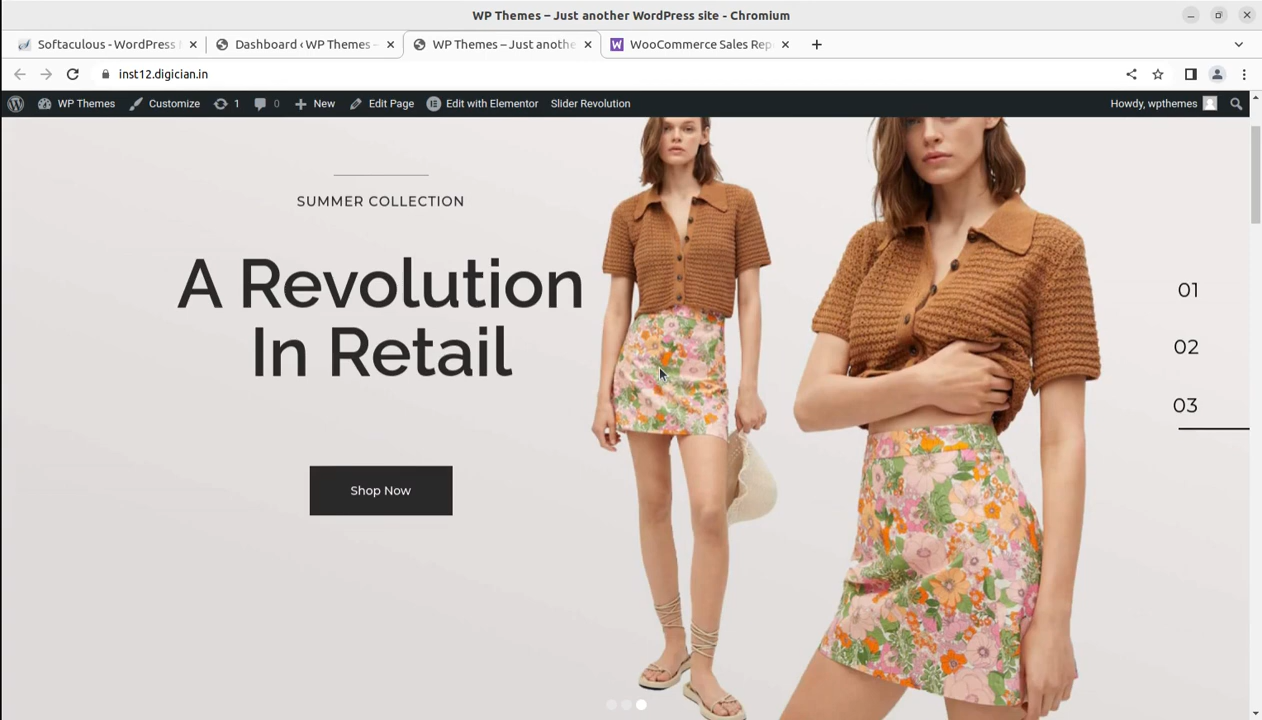 WP Themes – Just another WordPress site - Chromium
Softaculous - WordPress
Dashboard ‹ WP Themes –
WP Themes – Just anothe
WooCommerce Sales Rep
inst12.digician.in
WP Themes
Customize
1
0
New
Edit Page
Edit with Elementor
Slider Revolution
Howdy, wpthemes
SUMMER COLLECTION
A Revolution
In Retail
Shop Now
01
02
03